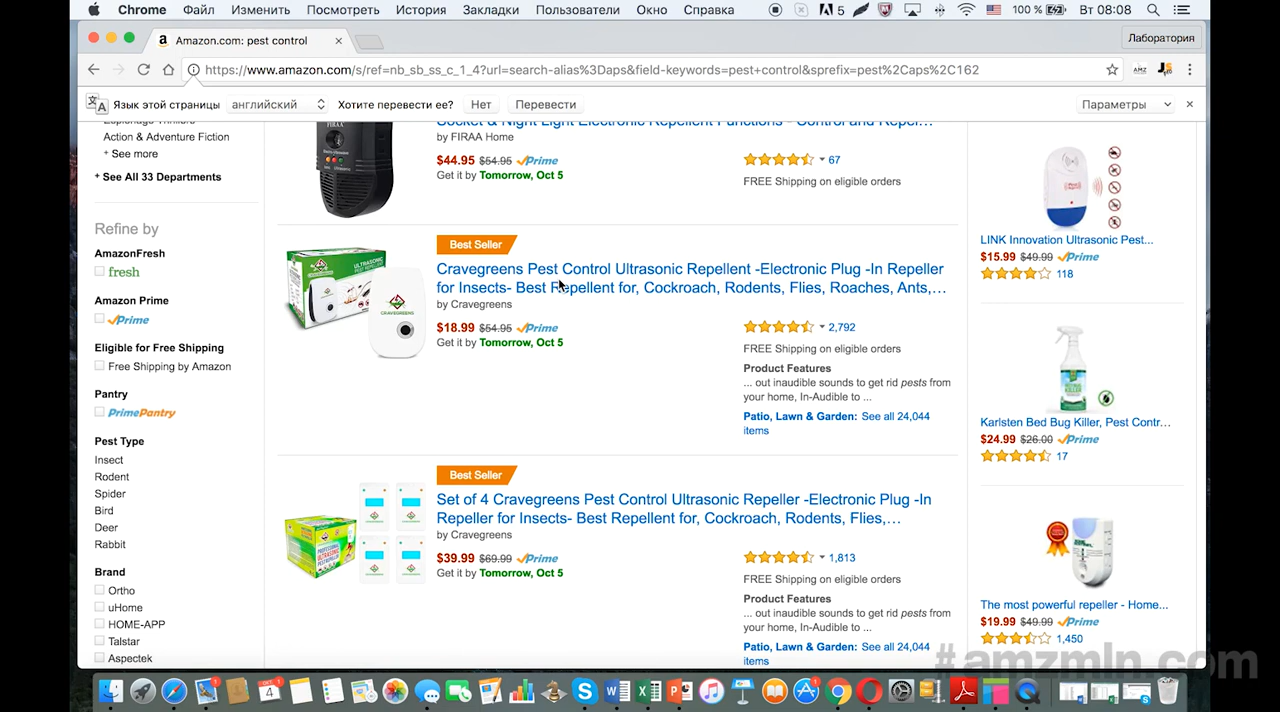 Chrome Файл Изменить Посмотреть История Закладки Пользователи Окно Справка 5 100 % Вт 08:08
Amazon.com: pest control Лаборатория
https://www.amazon.com/s/ref=nb_sb_ss_c_1_4?url=search-alias%3Daps&field-keywords=pest+control&sprefix=pest%2Caps%2C162
Язык этой страницы английский Хотите перевести ее? Нет Перевести Параметры
Action & Adventure Fiction
+ See more
+ See All 33 Departments
Refine by
AmazonFresh
fresh
Amazon Prime
Prime
Eligible for Free Shipping
Free Shipping by Amazon
Pantry
PrimePantry
Pest Type
Insect
Rodent
Spider
Bird
Deer
Rabbit
Brand
Ortho
uHome
HOME-APP
Talstar
Aspectek
Socket & Night Light Electronic Repellent Functions - Control and Repel…
by FIRAA Home
$44.95 $54.95 Prime
Get it by Tomorrow, Oct 5
67
FREE Shipping on eligible orders
Best Seller
Cravegreens Pest Control Ultrasonic Repellent -Electronic Plug -In Repeller
for Insects- Best Repellent for, Cockroach, Rodents, Flies, Roaches, Ants,…
by Cravegreens
$18.99 $54.95 Prime
Get it by Tomorrow, Oct 5
2,792
FREE Shipping on eligible orders
Product Features
... out inaudible sounds to get rid pests from
your home, In-Audible to ...
Patio, Lawn & Garden: See all 24,044
items
Best Seller
Set of 4 Cravegreens Pest Control Ultrasonic Repeller -Electronic Plug -In
Repeller for Insects- Best Repellent for, Cockroach, Rodents, Flies,…
by Cravegreens
$39.99 $69.99 Prime
Get it by Tomorrow, Oct 5
1,813
FREE Shipping on eligible orders
Product Features
... out inaudible sounds to get rid pests from
your home, In-Audible to ...
Patio, Lawn & Garden: See all 24,044
items
LINK Innovation Ultrasonic Pest...
$15.99 $49.99 Prime
118
Karlsten Bed Bug Killer, Pest Contr...
$24.99 $26.00 Prime
17
The most powerful repeller - Home...
$19.99 $49.99 Prime
1,450
#amzmln.com